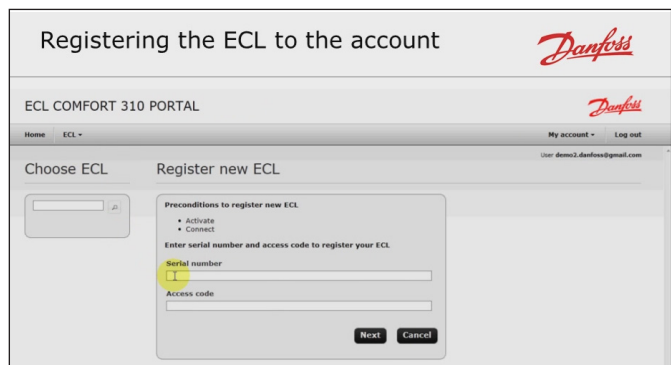 Registering the ECL to the account
Danfoss
ECL COMFORT 310 PORTAL
Danfoss
Home ECL
My account Log out
User demo2.danfoss@gmail.com
Choose ECL
Register new ECL
Preconditions to register new ECL
• Activate
• Connect
Enter serial number and access code to register your ECL
Serial number
Access code
Next Cancel